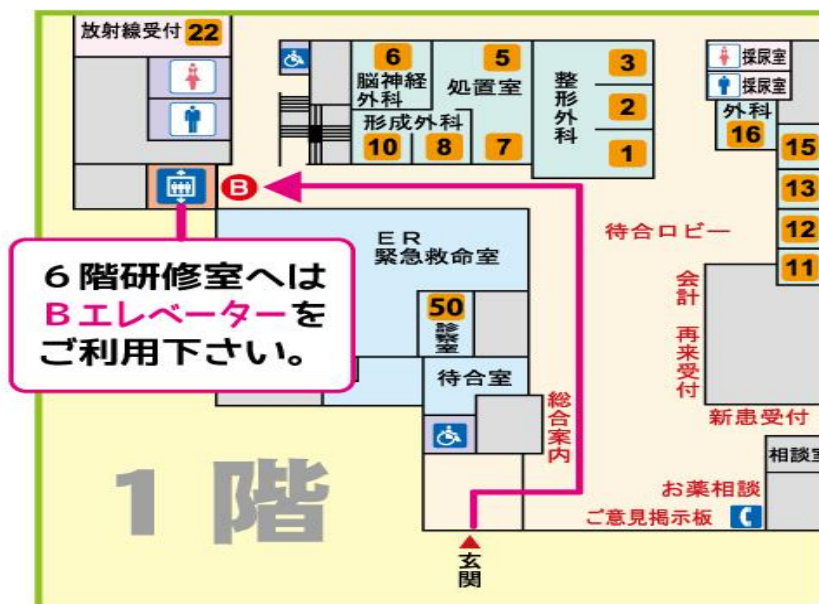 放射線受付 22
6
脳神経
外科
5
処置室
形成外科
10
8
7
整形外科
3
2
1
採尿室
採尿室
外科
16
15
13
12
11
B
ER
緊急救命室
50
診察室
待合室
待合ロビー
会計
再来受付
新患受付
総合案内
相談室
お薬相談
ご意見掲示板
玄関
6階研修室へは
Bエレベーターを
ご利用下さい。
1階